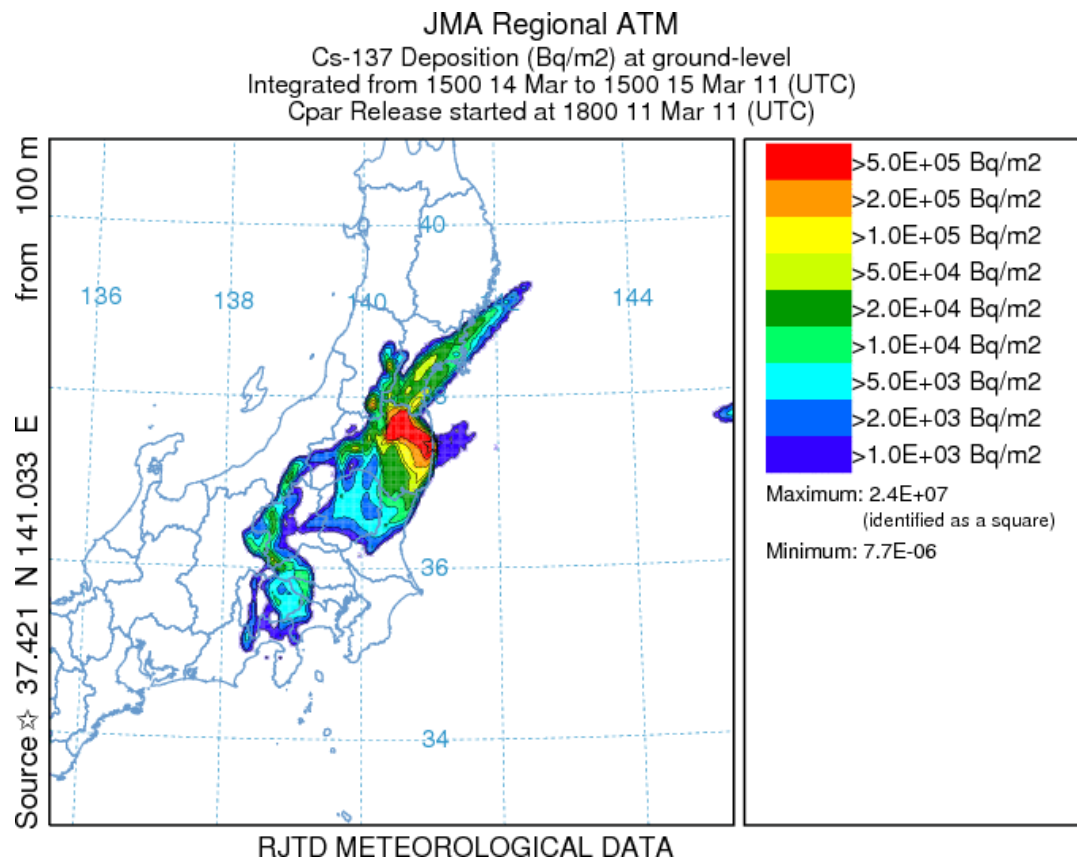 JMA Regional ATM
Cs-137 Deposition (Bq/m2) at ground-level
Integrated from 1500 14 Mar to 1500 15 Mar 11 (UTC)
Cpar Release started at 1800 11 Mar 11 (UTC)
Source☆ 37.421 N 141.033 E from 100 m
40
136
138
140
144
36
34
>5.0E+05 Bq/m2
>2.0E+05 Bq/m2
>1.0E+05 Bq/m2
>5.0E+04 Bq/m2
>2.0E+04 Bq/m2
>1.0E+04 Bq/m2
>5.0E+03 Bq/m2
>2.0E+03 Bq/m2
>1.0E+03 Bq/m2
Maximum: 2.4E+07
(identified as a square)
Minimum: 7.7E-06
RJTD METEOROLOGICAL DATA